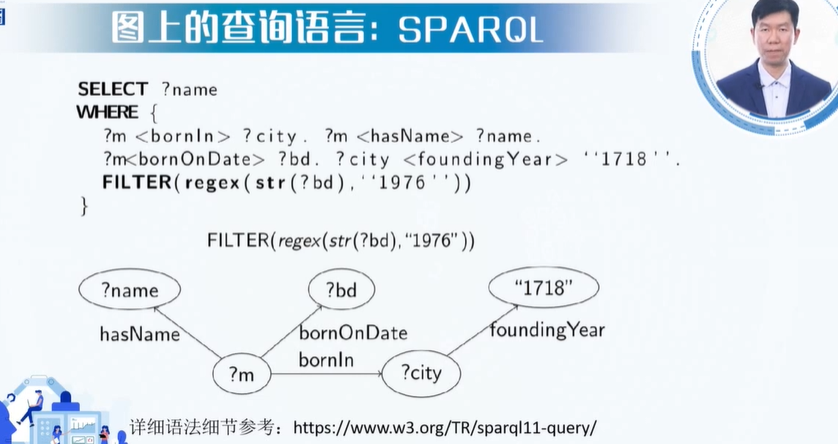 图上的查询语言：SPARQL
SELECT ?name
WHERE {
?m <bornIn> ?city. ?m <hasName> ?name.
?m<bornOnDate> ?bd. ?city <foundingYear> ‘‘1718’’.
FILTER(regex(str(?bd),‘‘1976’’))
}
FILTER(regex(str(?bd),“1976”))
?name
?bd
“1718”
hasName
bornOnDate
foundingYear
bornIn
?m
?city
详细语法细节参考：https://www.w3.org/TR/sparql11-query/